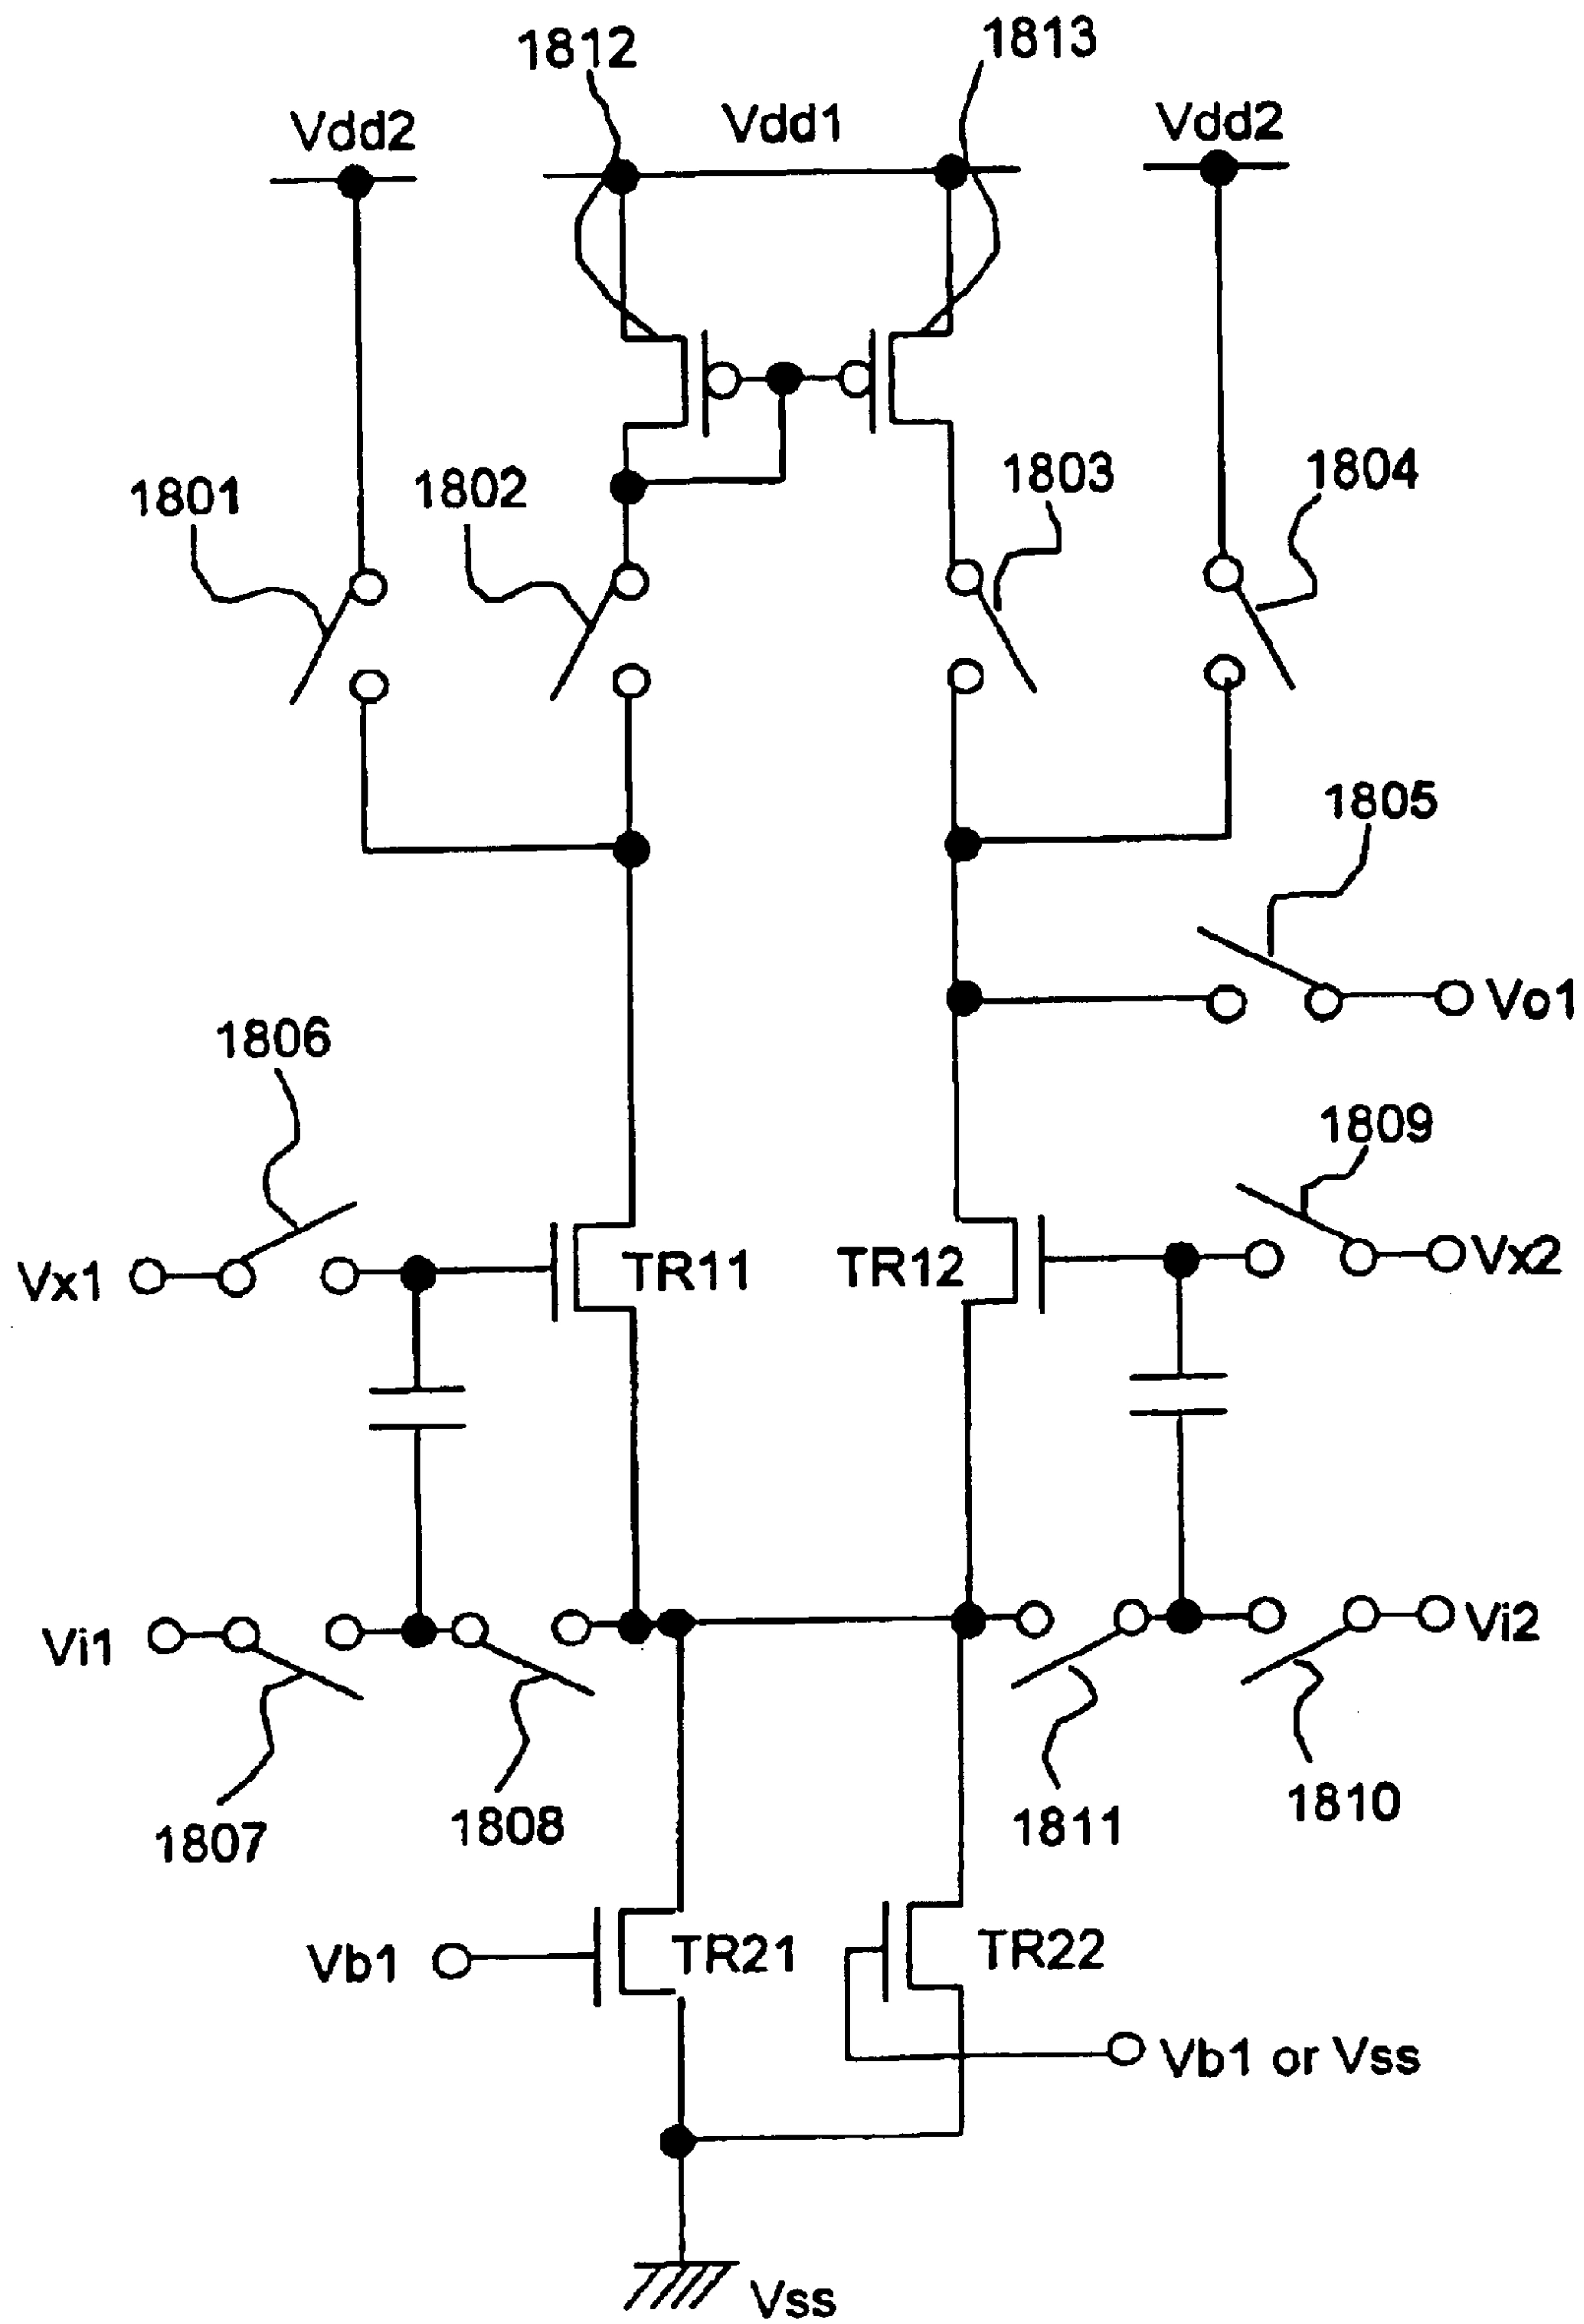 1812
1813
Vdd2
Vdd1
Vdd2
1801
1802
1803
1804
1805
Vo1
1806
1809
Vx1
TR11
TR12
Vx2
Vi1
Vi2
1807
1808
1811
1810
Vb1
TR21
TR22
Vb1 or Vss
Vss